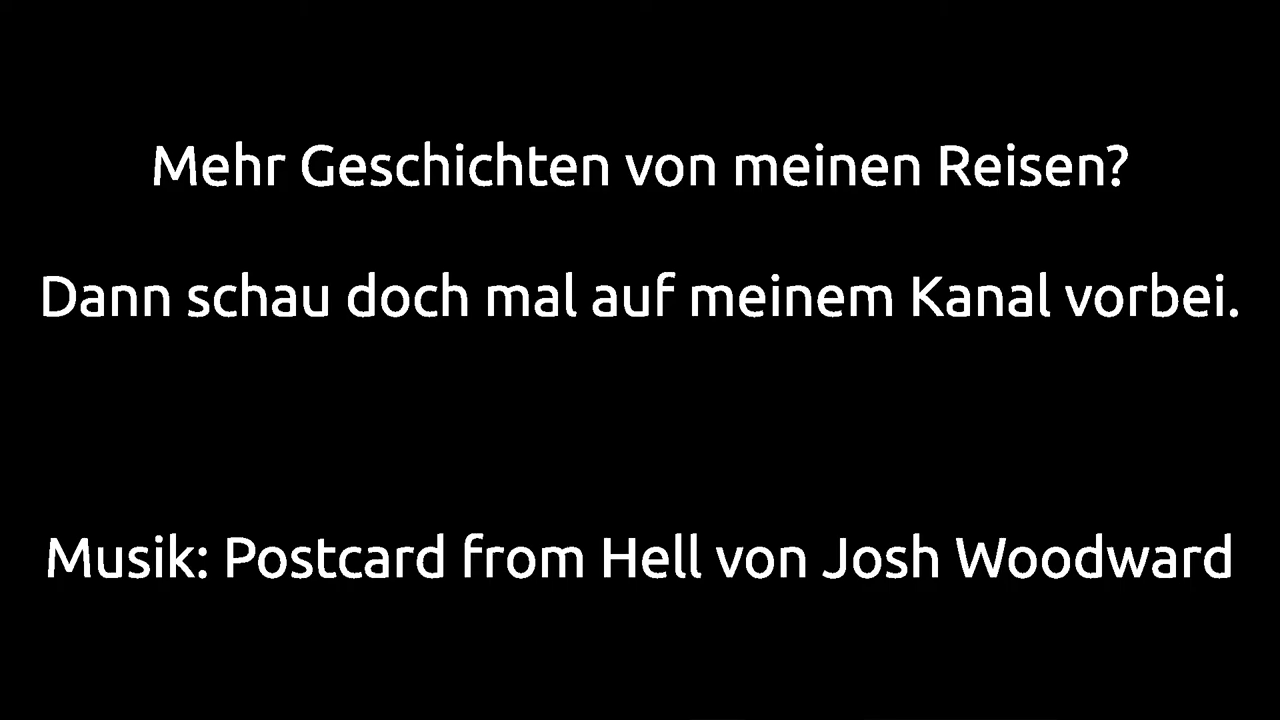 Mehr Geschichten von meinen Reisen?
Dann schau doch mal auf meinem Kanal vorbei.
Musik: Postcard from Hell von Josh Woodward